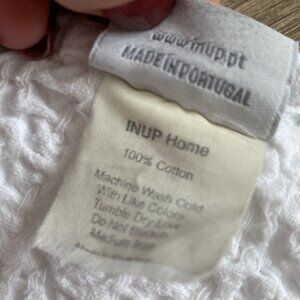 www.inup.pt
MADE IN PORTUGAL
INUP Home
100% Cotton
Machine Wash Cold
With Like Colors
Tumble Dry Low
Do Not Bleach
Medium Iron